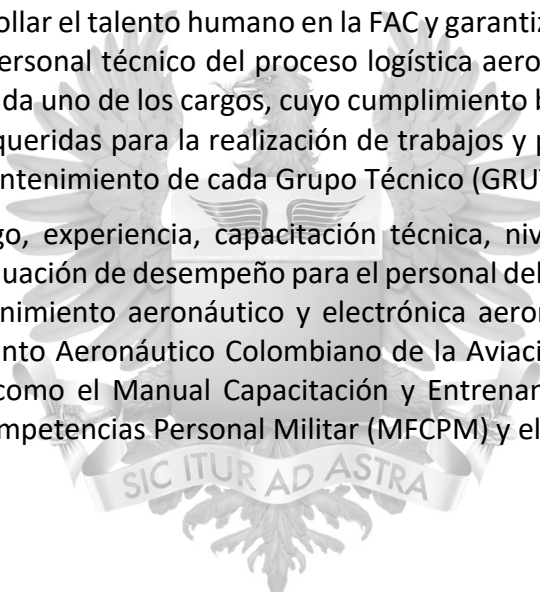 ollar el talento humano en la FAC y garantiz
ersonal técnico del proceso logística aero
da uno de los cargos, cuyo cumplimiento b
queridas para la realización de trabajos y p
ntenimiento de cada Grupo Técnico (GRUT
go, experiencia, capacitación técnica, niv
uación de desempeño para el personal del
nimiento aeronáutico y electrónica aero
nto Aeronáutico Colombiano de la Aviaci
como el Manual Capacitación y Entrenam
mpetencias Personal Militar (MFCPM) y el
SIC ITUR AD ASTRA